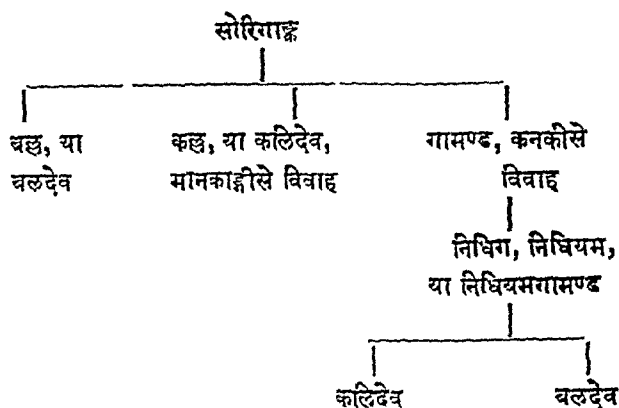 सोरिगाङ्क
बल्ल, या
बलदेव
कल्ल, या कलिदेव,
मानकाङ्गीसे विवाह
गामण्ड, कनकीसे
विवाह
निधिग, निधियम,
या निधियमगामण्ड
कलिदेव
बलदेव